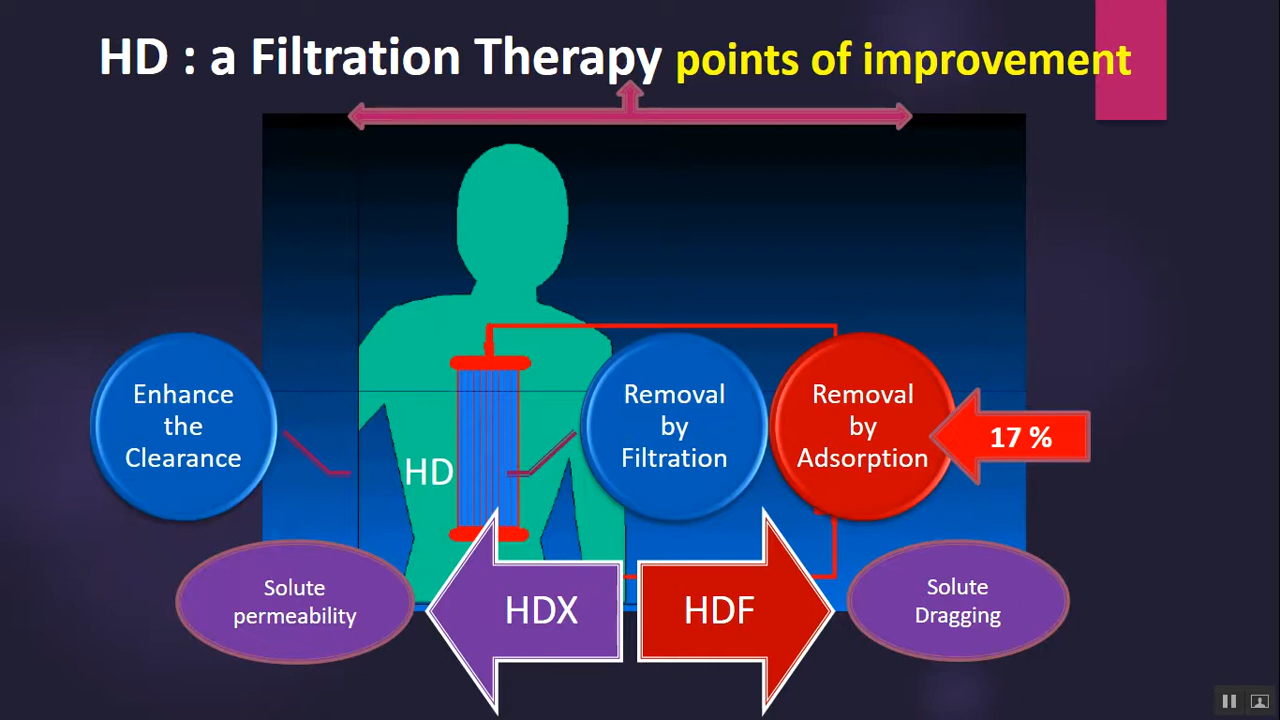 HD : a Filtration Therapy points of improvement
Enhance
the
Clearance
HD
Removal
by
Filtration
Removal
by
Adsorption
17 %
Solute
permeability
HDX
HDF
Solute
Dragging